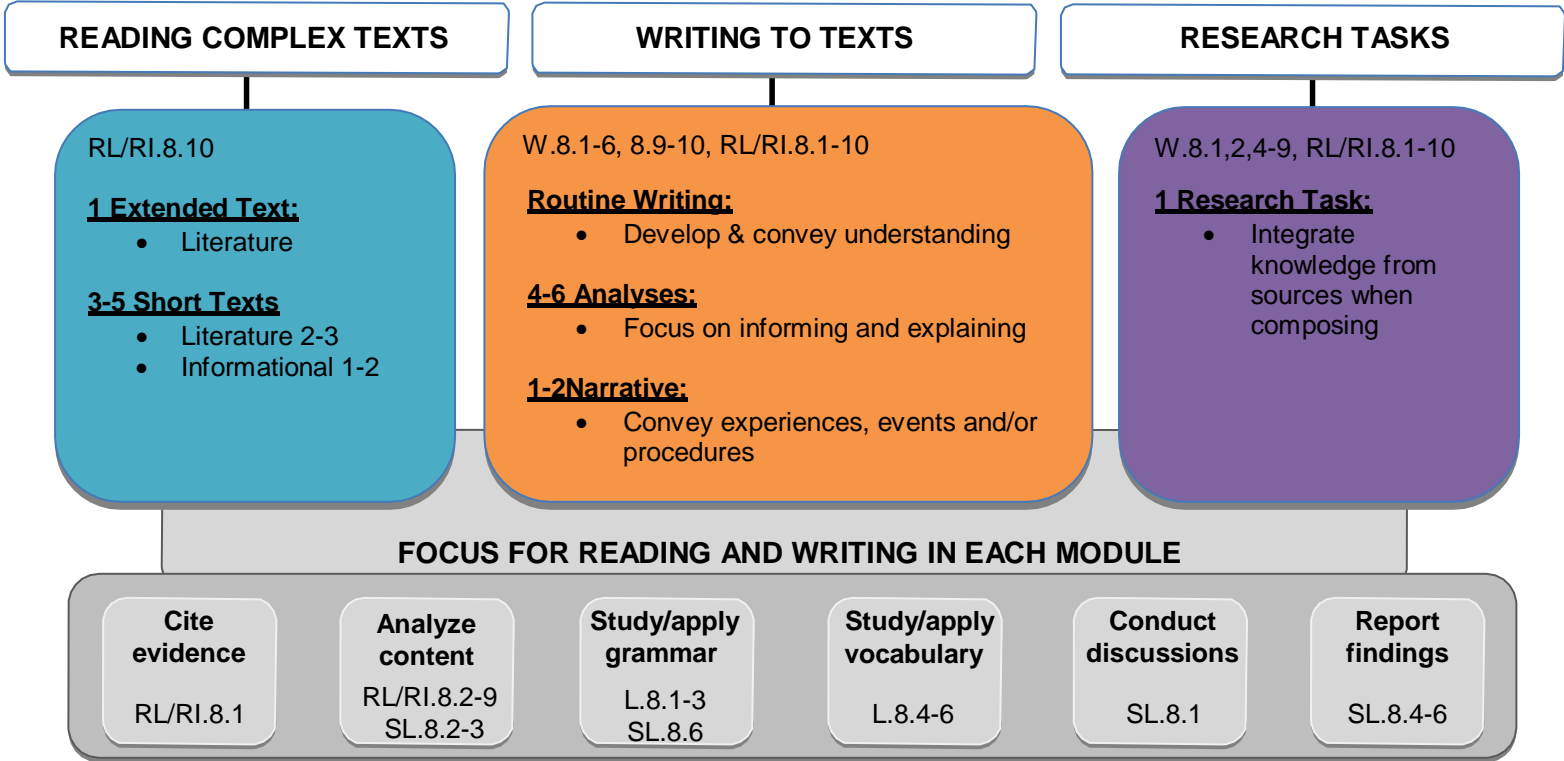 READING COMPLEX TEXTS
WRITING TO TEXTS
RESEARCH TASKS
RL/RI.8.10
1 Extended Text:
• Literature
3-5 Short Texts
• Literature 2-3
• Informational 1-2
W.8.1-6, 8.9-10, RL/RI.8.1-10
Routine Writing:
• Develop & convey understanding
4-6 Analyses:
• Focus on informing and explaining
1-2Narrative:
• Convey experiences, events and/or
procedures
W.8.1,2,4-9, RL/RI.8.1-10
1 Research Task:
• Integrate
knowledge from
sources when
composing
FOCUS FOR READING AND WRITING IN EACH MODULE
Cite
evidence
RL/RI.8.1
Analyze
content
RL/RI.8.2-9
SL.8.2-3
Study/apply
grammar
L.8.1-3
SL.8.6
Study/apply
vocabulary
L.8.4-6
Conduct
discussions
SL.8.1
Report
findings
SL.8.4-6